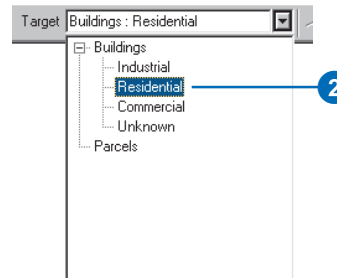 Target Buildings : Residential
Buildings
Industrial
Residential
2
Commercial
Unknown
Parcels